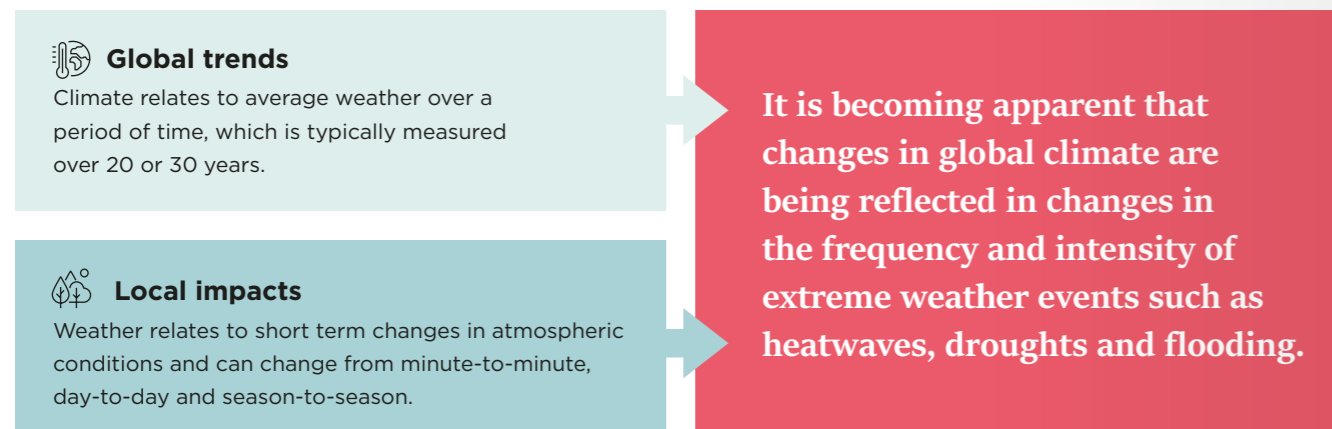 Global trends
Climate relates to average weather over a
period of time, which is typically measured
over 20 or 30 years.
Local impacts
Weather relates to short term changes in atmospheric
conditions and can change from minute-to-minute,
day-to-day and season-to-season.
It is becoming apparent that
changes in global climate are
being reflected in changes in
the frequency and intensity of
extreme weather events such as
heatwaves, droughts and flooding.